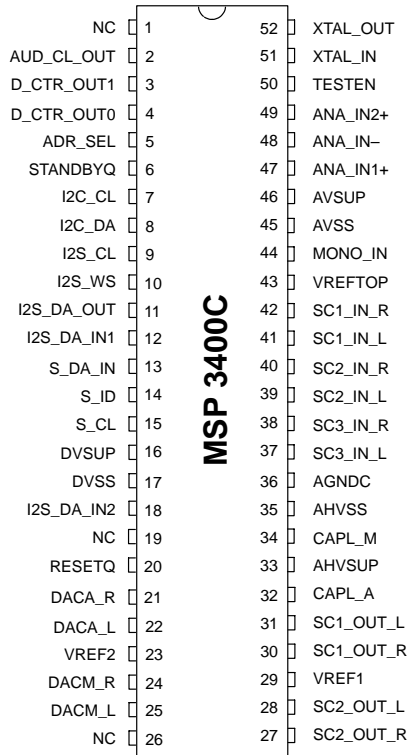 NC 1 52 XTAL_OUT
AUD_CL_OUT 2 51 XTAL_IN
D_CTR_OUT1 3 50 TESTEN
D_CTR_OUT0 4 49 ANA_IN2+
ADR_SEL 5 48 ANA_IN–
STANDBYQ 6 47 ANA_IN1+
I2C_CL 7 46 AVSUP
I2C_DA 8 45 AVSS
I2S_CL 9 44 MONO_IN
I2S_WS 10 43 VREFTOP
I2S_DA_OUT 11 42 SC1_IN_R
I2S_DA_IN1 12 41 SC1_IN_L
S_DA_IN 13 40 SC2_IN_R
S_ID 14 39 SC2_IN_L
S_CL 15 38 SC3_IN_R
DVSUP 16 37 SC3_IN_L
DVSS 17 36 AGNDC
I2S_DA_IN2 18 35 AHVSS
NC 19 34 CAPL_M
RESETQ 20 33 AHVSUP
DACA_R 21 32 CAPL_A
DACA_L 22 31 SC1_OUT_L
VREF2 23 30 SC1_OUT_R
DACM_R 24 29 VREF1
DACM_L 25 28 SC2_OUT_L
NC 26 27 SC2_OUT_R
MSP 3400C